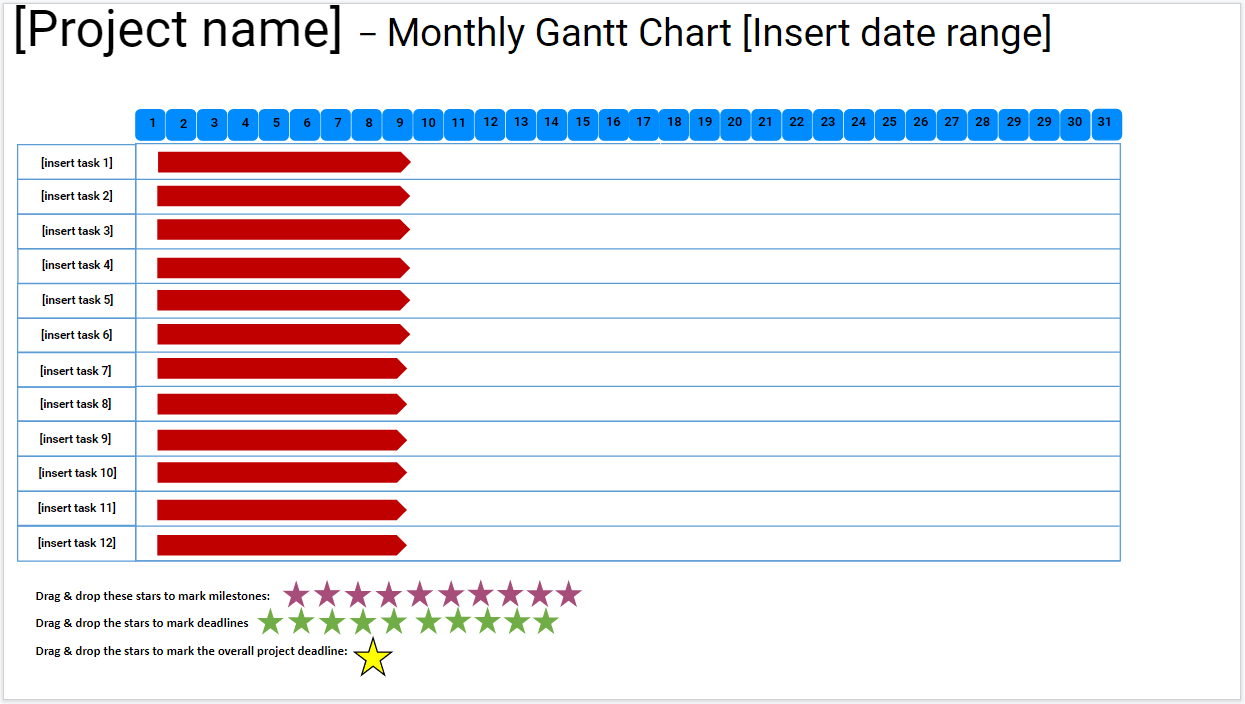 [Project name] – Monthly Gantt Chart [Insert date range]
1 2 3 4 5 6 7 8 9 10 11 12 13 14 15 16 17 18 19 20 21 22 23 24 25 26 27 28 29 29 30 31
[insert task 1]
[insert task 2]
[insert task 3]
[insert task 4]
[insert task 5]
[insert task 6]
[insert task 7]
[insert task 8]
[insert task 9]
[insert task 10]
[insert task 11]
[insert task 12]
Drag & drop these stars to mark milestones:
Drag & drop the stars to mark deadlines
Drag & drop the stars to mark the overall project deadline: